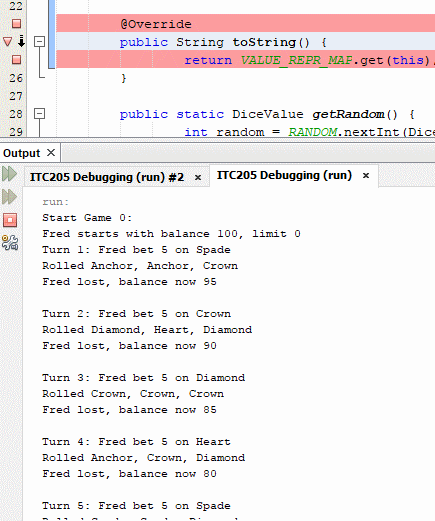 22
@Override
public String toString() {
return VALUE_REPR_MAP.get(this)
26 }
27
28 public static DiceValue getRandom() {
29 int random = RANDOM.nextInt(Dice
Output ×
ITC205 Debugging (run) #2 × ITC205 Debugging (run) ×
run:
Start Game 0:
Fred starts with balance 100, limit 0
Turn 1: Fred bet 5 on Spade
Rolled Anchor, Anchor, Crown
Fred lost, balance now 95
Turn 2: Fred bet 5 on Crown
Rolled Diamond, Heart, Diamond
Fred lost, balance now 90
Turn 3: Fred bet 5 on Diamond
Rolled Crown, Crown, Crown
Fred lost, balance now 85
Turn 4: Fred bet 5 on Heart
Rolled Anchor, Crown, Diamond
Fred lost, balance now 80
Turn 5: Fred bet 5 on Spade